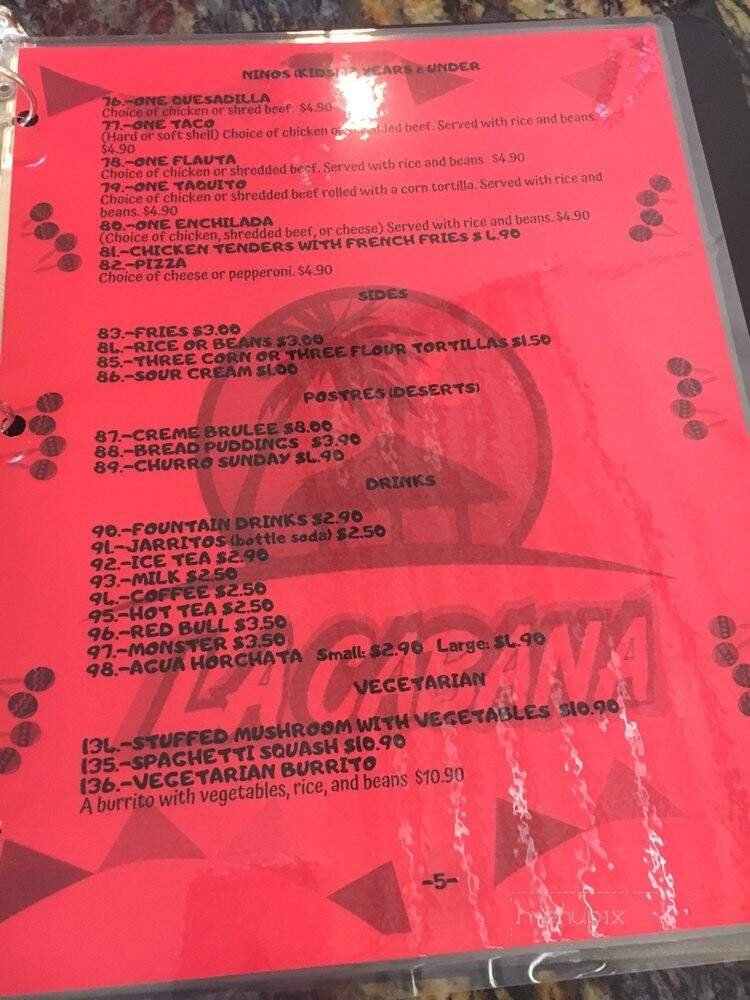 NINOS (KIDS) YEARS & UNDER
76.-ONE QUESADILLA
Choice of chicken or shred beef. $4.90
77.-ONE TACO
(Hard or soft shell) Choice of chicken or shredded beef. Served with rice and beans.
$4.90
78.-ONE FLAUTA
Choice of chicken or shredded beef. Served with rice and beans. $4.90
79.-ONE TAQUITO
Choice of chicken or shredded beef rolled with a corn tortilla. Served with rice and
beans. $4.90
80.-ONE ENCHILADA
(Choice of chicken, shredded beef, or cheese) Served with rice and beans. $4.90
81.-CHICKEN TENDERS WITH FRENCH FRIES $ 4.90
82.-PIZZA
Choice of cheese or pepperoni. $4.90
SIDES
83.-FRIES $3.00
84.-RICE OR BEANS $3.00
85.-THREE CORN OR THREE FLOUR TORTILLAS $1.50
86.-SOUR CREAM $1.00
POSTRES (DESERTS)
87.-CREME BRULEE $8.00
88.-BREAD PUDDINGS $3.90
89.-CHURRO SUNDAY $4.90
DRINKS
90.-FOUNTAIN DRINKS $2.90
91.-JARRITOS (bottle soda) $2.50
92.-ICE TEA $2.90
93.-MILK $2.50
94.-COFFEE $2.50
95.-HOT TEA $2.50
96.-RED BULL $3.50
97.-MONSTER $3.50
98.-AGUA HORCHATA Small: $2.90 Large: $4.90
LA CABANA
VEGETARIAN
134.-STUFFED MUSHROOM WITH VEGETABLES $10.90
135.-SPAGHETTI SQUASH $10.90
136.-VEGETARIAN BURRITO
A burrito with vegetables, rice, and beans $10.90
-5-
menupix